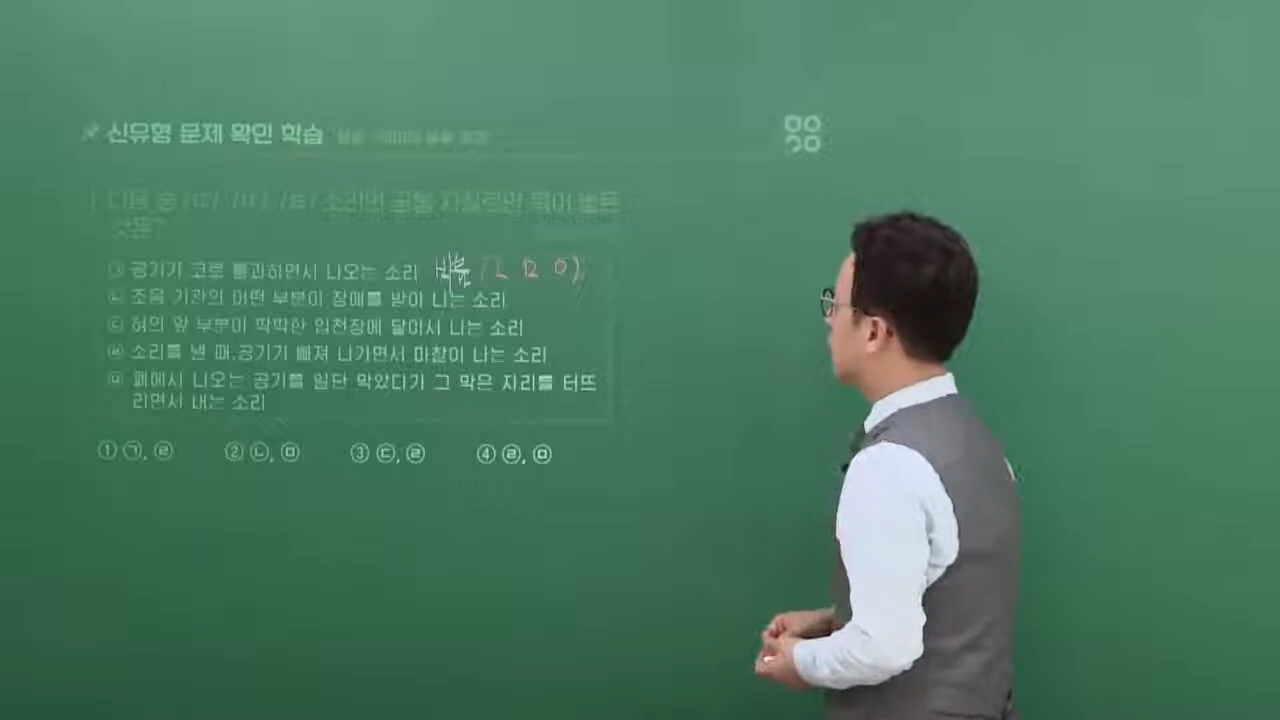 신유형 문제 확인 학습
다음 중 /ㄷ/, /ㅌ/, /ㄸ/ 소리의 공통 자질로만 묶어 놓은
것은?
㉠ 공기가 코로 통과하면서 나오는 소리 비음 (ㄴ ㅁ ㅇ)
㉡ 조음 기관의 어떤 부분이 장애를 받아 나는 소리
㉢ 혀의 앞 부분이 딱딱한 입천장에 닿아서 나는 소리
㉣ 소리를 낼 때 공기가 빠져 나가면서 마찰이 나는 소리
㉤ 폐에서 나오는 공기를 일단 막았다가 그 막은 자리를 터뜨
리면서 내는 소리
① ㉠, ㉣ ② ㉡, ㉤ ③ ㉢, ㉣ ④ ㉣, ㉤